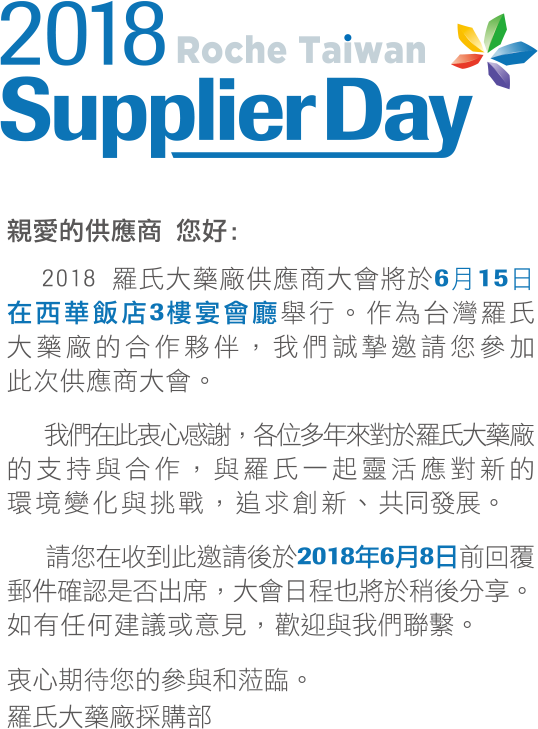 2018
Roche Taiwan
Supplier Day
親愛的供應商 您好:
2018 羅氏大藥廠供應商大會將於6月15日
在西華飯店3樓宴會廳舉行。作為台灣羅氏
大藥廠的合作夥伴，我們誠摯邀請您參加
此次供應商大會。
我們在此衷心感謝，各位多年來對於羅氏大藥廠
的支持與合作，與羅氏一起靈活應對新的
環境變化與挑戰，追求創新、共同發展。
請您在收到此邀請後於2018年6月8日前回覆
郵件確認是否出席，大會日程也將於稍後分享。
如有任何建議或意見，歡迎與我們聯繫。
衷心期待您的參與和蒞臨。
羅氏大藥廠採購部